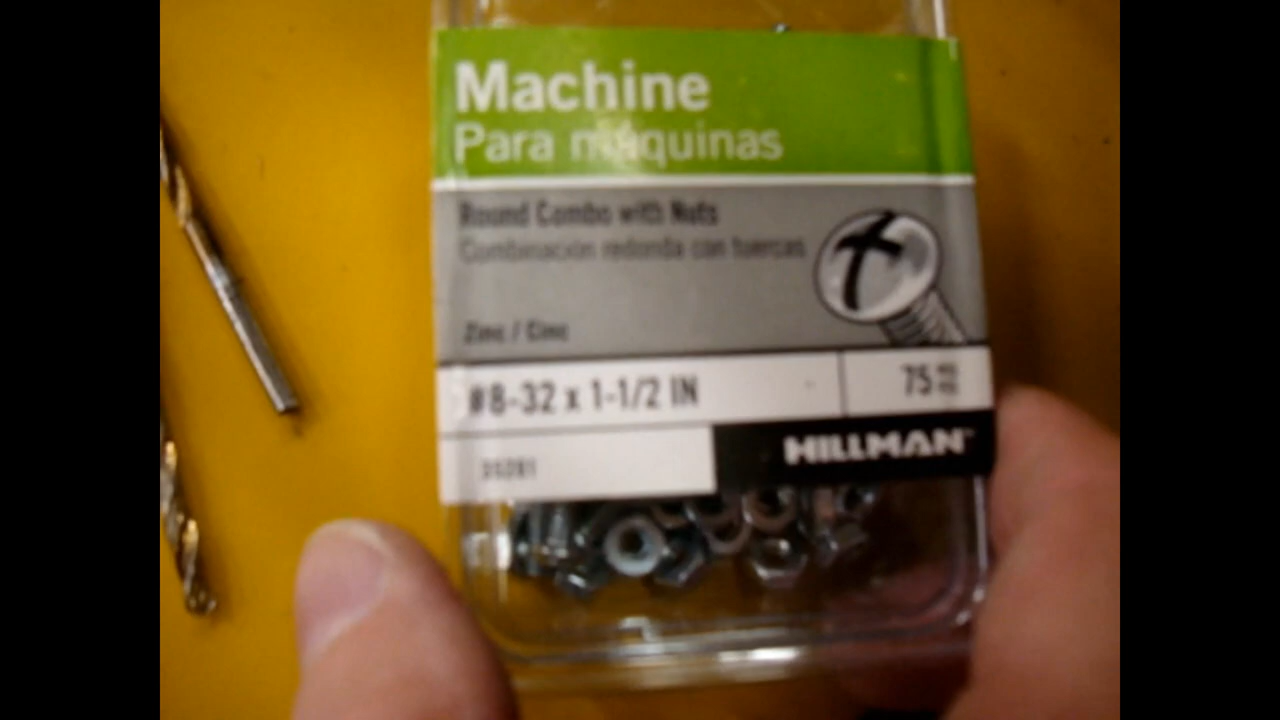 Machine
Para máquinas
Round Combo with Nuts
Combinación redonda con tuercas
Zinc / Cinc
#8-32 x 1-1/2 IN
75
HILLMAN